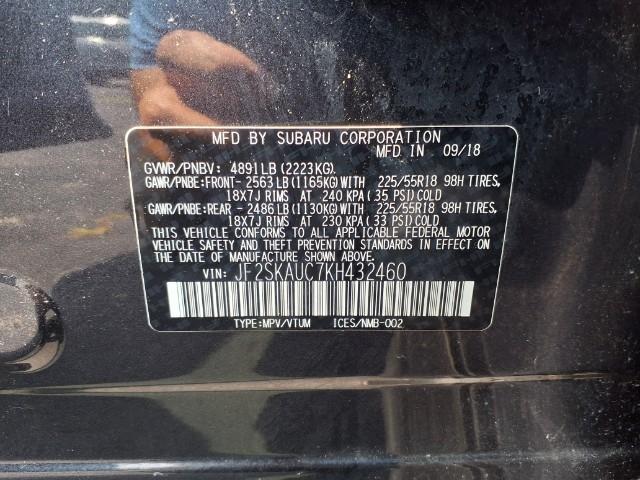 MFD BY SUBARU CORPORATION
MFD. IN 09/18
GVWR/PNBV: 4891LB (2223KG).
GAWR/PNBE:FRONT- 2563LB (1165KG) WITH 225/55R18 98H TIRES,
18X7J RIMS AT 240 KPA ( 35 PSI) COLD
GAWR/PNBE:REAR - 2486LB (1130KG) WITH 225/55R18 98H TIRES,
18X7J RIMS AT 230 KPA ( 33 PSI) COLD
THIS VEHICLE CONFORMS TO ALL APPLICABLE FEDERAL MOTOR
VEHICLE SAFETY AND THEFT PREVENTION STANDARDS IN EFFECT ON
THE DATE OF MANUFACTURE SHOWN ABOVE.
VIN: JF2SKAUC7KH432460
TYPE:MPV/VTUM ICES/NMB-002